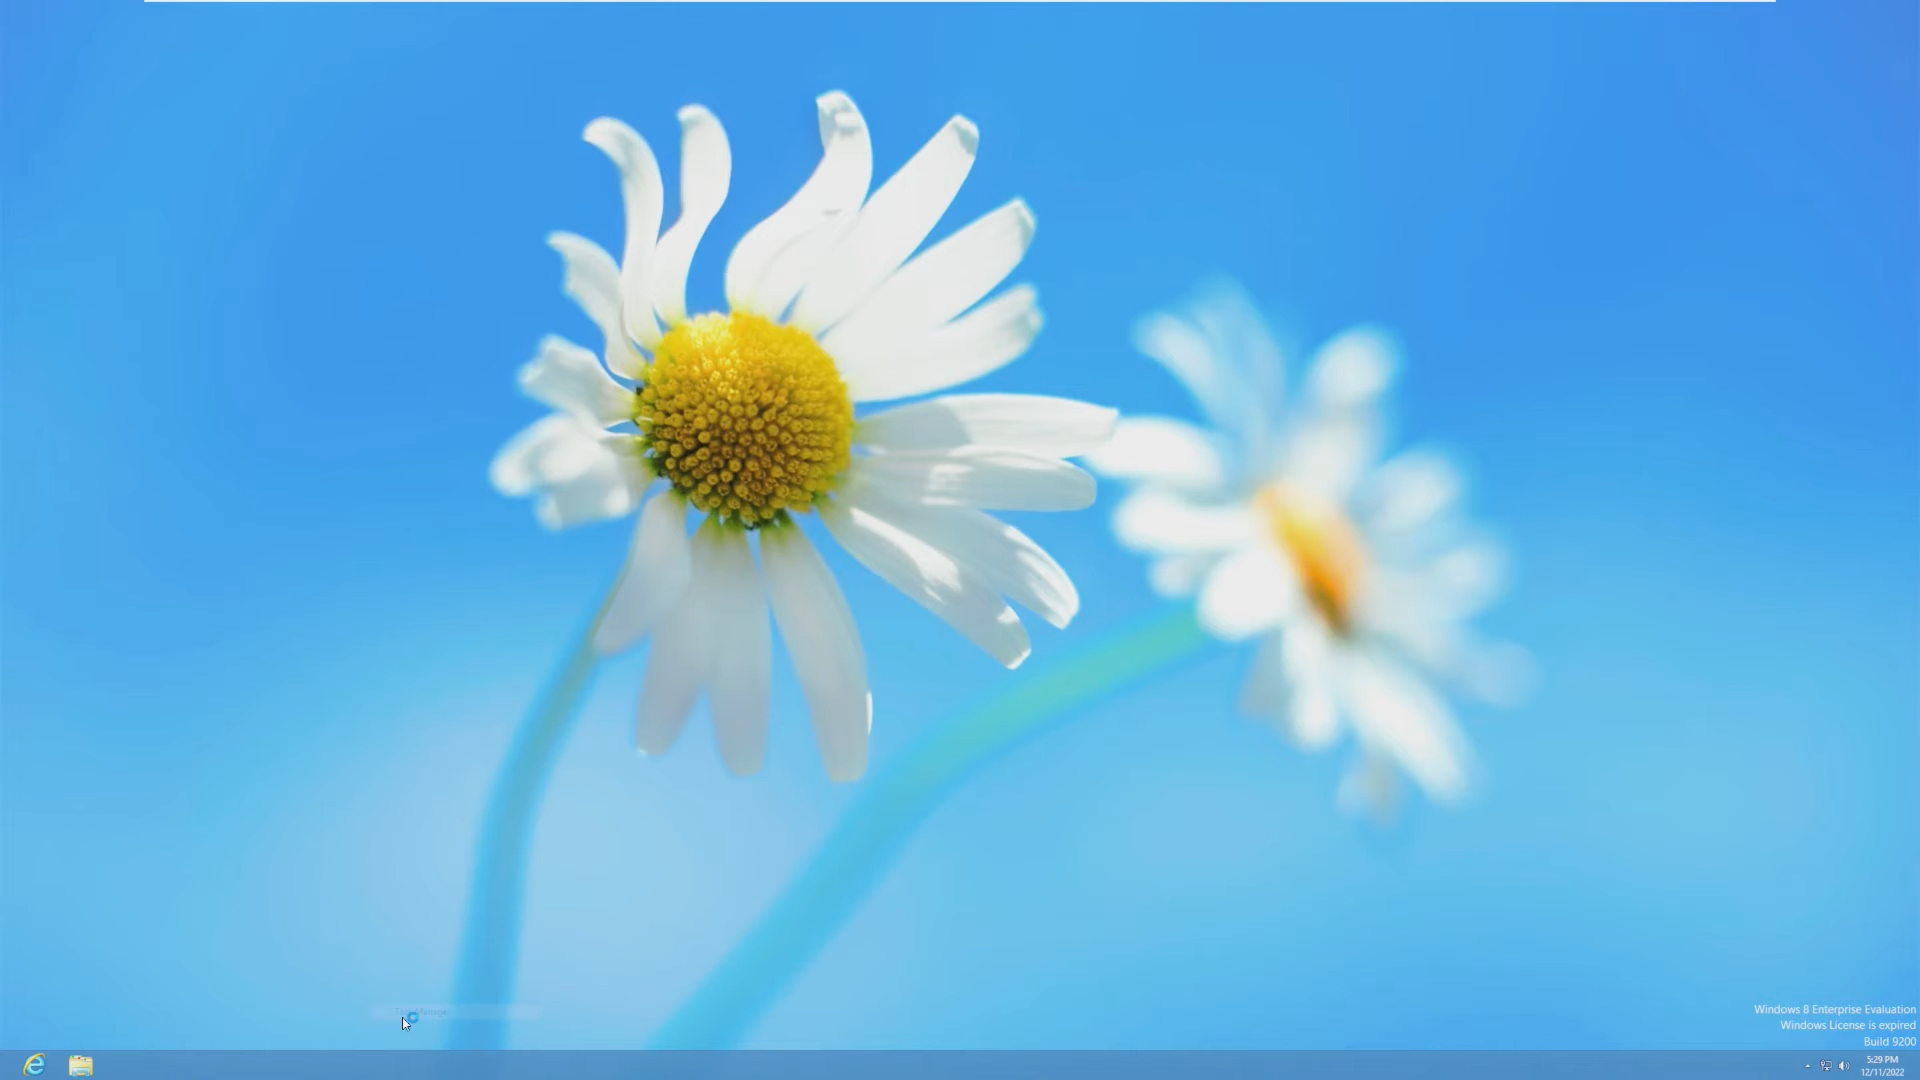 Windows 8 Enterprise Evaluation
Windows License is expired
Build 9200
5:29 PM
12/11/2022